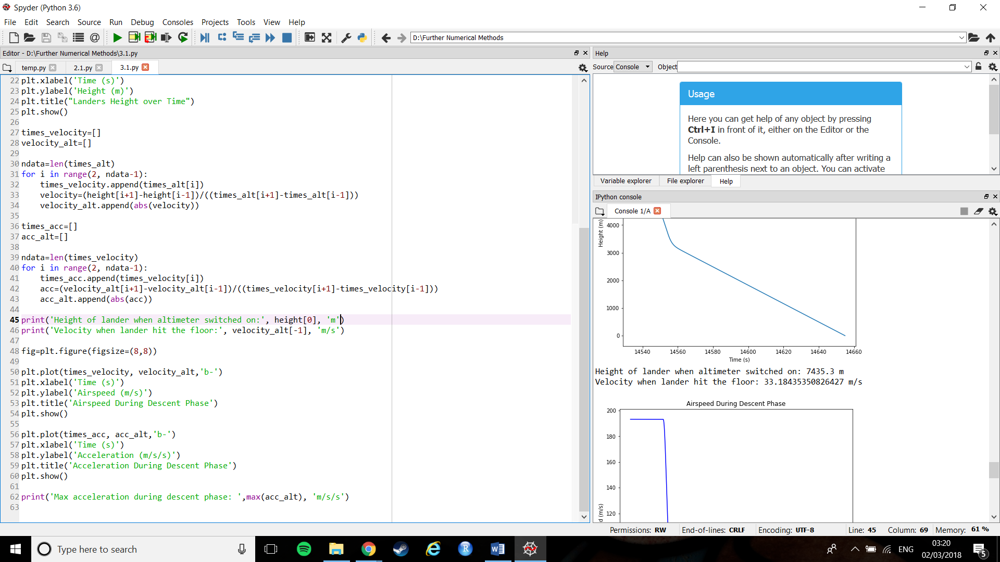 Spyder (Python 3.6)
File Edit Search Source Run Debug Consoles Projects Tools View Help
D:\Further Numerical Methods
Editor - D:\Further Numerical Methods\3.1.py
temp.py 2.1.py 3.1.py
22 plt.xlabel('Time (s)')
23 plt.ylabel('Height (m)')
24 plt.title("Landers Height over Time")
25 plt.show()
26
27 times_velocity=[]
28 velocity_alt=[]
29
30 ndata=len(times_alt)
31 for i in range(2, ndata-1):
32     times_velocity.append(times_alt[i])
33     velocity=(height[i+1]-height[i-1])/((times_alt[i+1]-times_alt[i-1]))
34     velocity_alt.append(abs(velocity))
35
36 times_acc=[]
37 acc_alt=[]
38
39 ndata=len(times_velocity)
40 for i in range(2, ndata-1):
41     times_acc.append(times_velocity[i])
42     acc=(velocity_alt[i+1]-velocity_alt[i-1])/((times_velocity[i+1]-times_velocity[i-1]))
43     acc_alt.append(abs(acc))
44
45 print('Height of lander when altimeter switched on:', height[0], 'm')
46 print('Velocity when lander hit the floor:', velocity_alt[-1], 'm/s')
47
48 fig=plt.figure(figsize=(8,8))
49
50 plt.plot(times_velocity, velocity_alt,'b-')
51 plt.xlabel('Time (s)')
52 plt.ylabel('Airspeed (m/s)')
53 plt.title('Airspeed During Descent Phase')
54 plt.show()
55
56 plt.plot(times_acc, acc_alt,'b-')
57 plt.xlabel('Time (s)')
58 plt.ylabel('Acceleration (m/s/s)')
59 plt.title('Acceleration During Descent Phase')
60 plt.show()
61
62 print('Max acceleration during descent phase: ',max(acc_alt), 'm/s/s')
63
Help
Source Console Object
Usage
Here you can get help of any object by pressing
Ctrl+I in front of it, either on the Editor or the
Console.
Help can also be shown automatically after writing a
left parenthesis next to an object. You can activate
Variable explorer File explorer Help
IPython console
Console 1/A
Height (m)
4000
3000
2000
1000
0
14540 14560 14580 14600 14620 14640 14660
Time (s)
Height of lander when altimeter switched on: 7435.3 m
Velocity when lander hit the floor: 33.18435350826427 m/s
Airspeed During Descent Phase
200
180
160
140
120
d (m/s)
Permissions: RW End-of-lines: CRLF Encoding: UTF-8 Line: 45 Column: 69 Memory: 61 %
Type here to search
R
W
ENG
03:20
02/03/2018
5